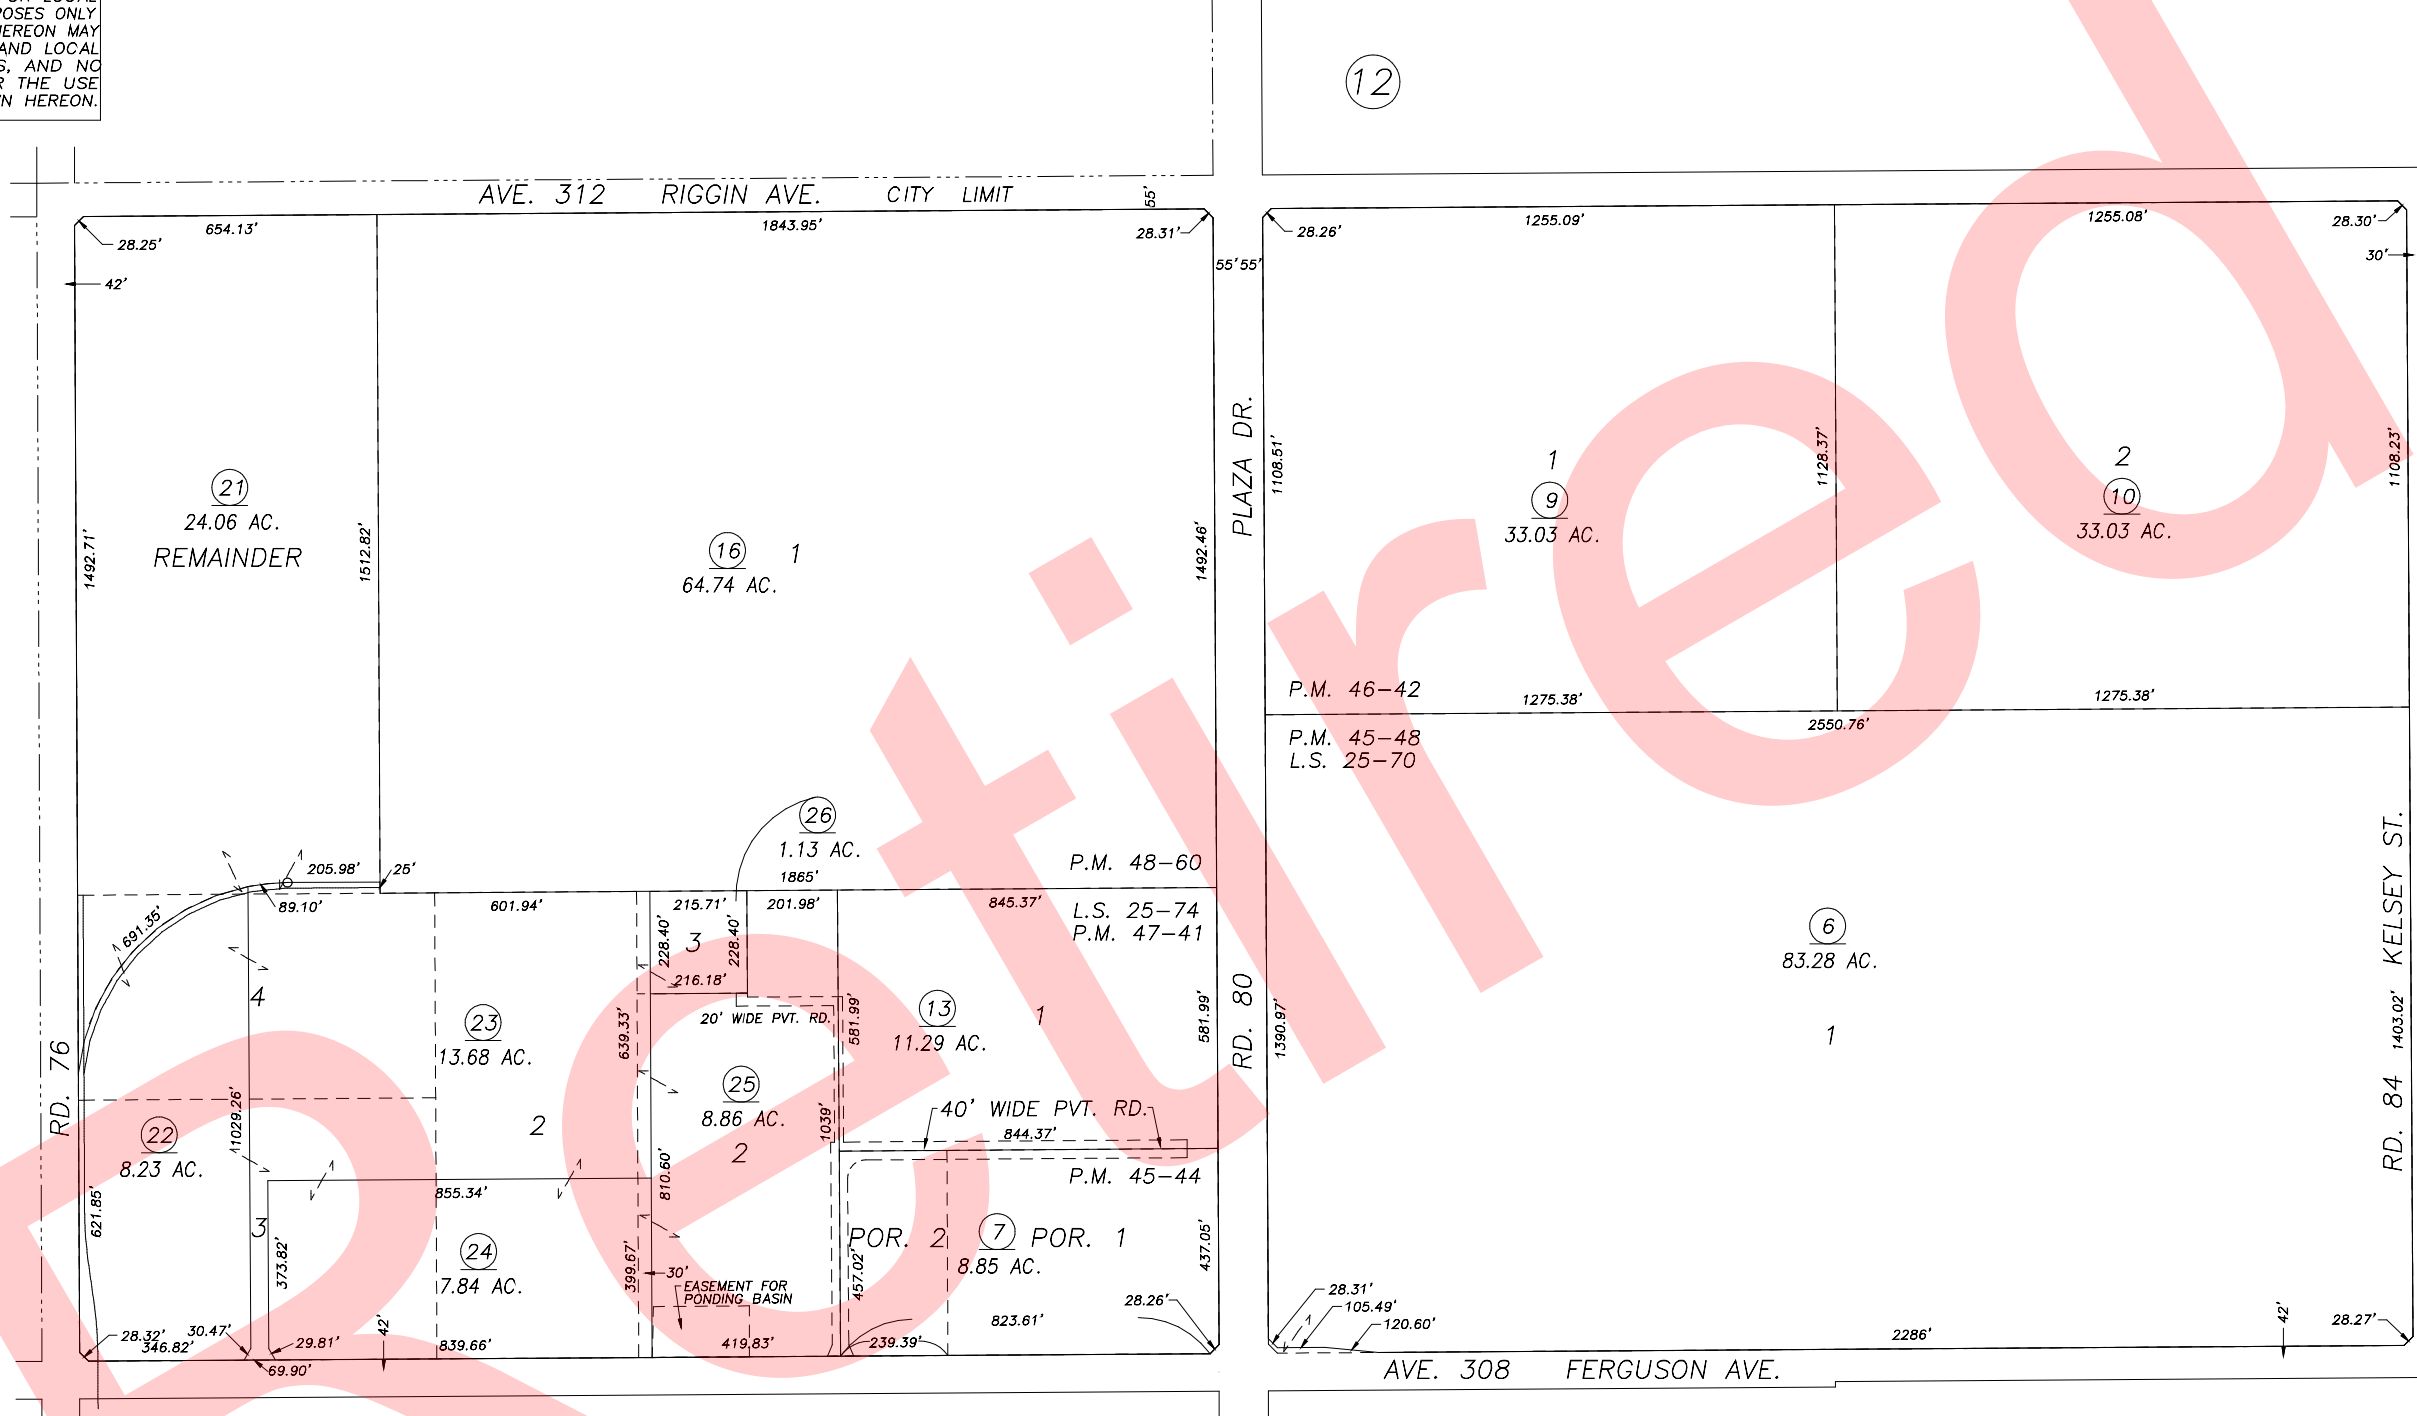 POSES ONLY
HEREON MAY
AND LOCAL
S, AND NO
R THE USE
N HEREON.
12
AVE. 312 RIGGIN AVE. CITY LIMIT 55'
654.13' 1843.95' 28.31' 28.26' 1255.09' 1255.08' 28.30'
28.25'
42'
55' 55'
30'
PLAZA DR.
1492.71'
21
24.06 AC.
REMAINDER
1512.82'
16 1
64.74 AC.
1492.46'
1108.51'
1
9
33.03 AC.
1128.37'
2
10
33.03 AC.
1108.23'
P.M. 46-42
1275.38' 1275.38'
2550.76'
P.M. 45-48
L.S. 25-70
26
1.13 AC.
1865'
P.M. 48-60
205.98' 25'
89.10'
691.35'
601.94' 215.71' 201.98' 845.37'
L.S. 25-74
P.M. 47-41
228.40' 3 228.40'
216.18'
20' WIDE PVT. RD.
4
23
13.68 AC.
639.33'
2
581.99'
13
11.29 AC.
1
581.99'
RD. 80
1390.97'
6
83.28 AC.
1
1403.02'
RD. 84 KELSEY ST.
RD. 76
25
8.86 AC.
2
1039'
40' WIDE PVT. RD.
844.37'
P.M. 45-44
22
8.23 AC.
1029.26'
621.85'
855.34'
810.60'
3
373.82'
24
7.84 AC.
399.67'
30'
EASEMENT FOR
PONDING BASIN
POR. 2 7 POR. 1
8.85 AC.
457.02'
437.05'
28.26'
823.61'
28.31'
105.49'
120.60'
2286'
42'
28.27'
28.32'
346.82'
30.47'
29.81'
69.90'
42'
839.66'
419.83'
239.39'
AVE. 308 FERGUSON AVE.
Retired